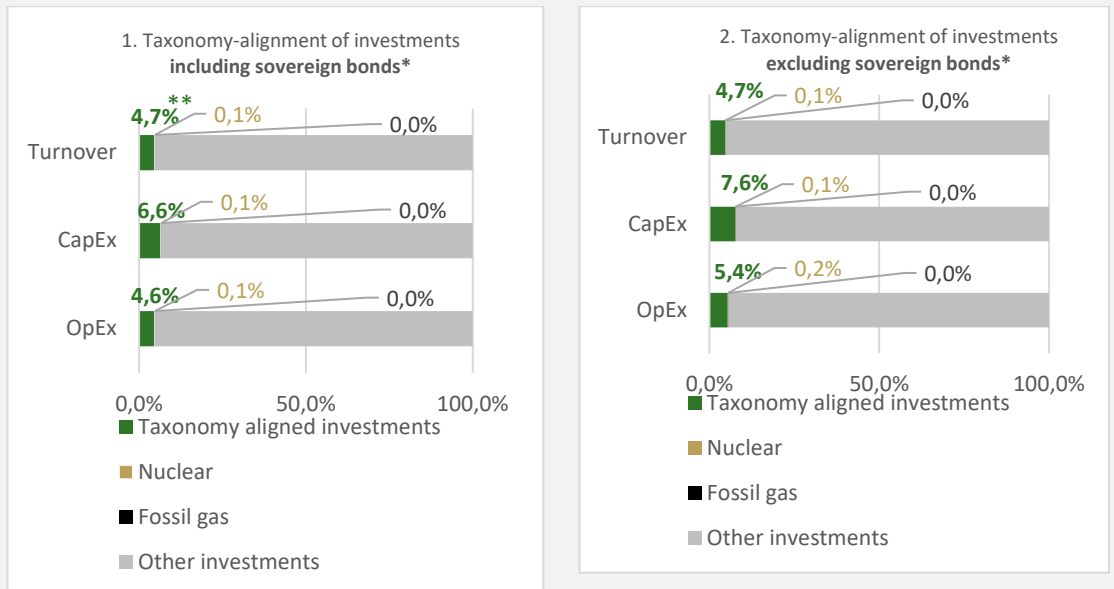 1. Taxonomy-alignment of investments
including sovereign bonds*
**
4,7%
0,1%
0,0%
Turnover
6,6%
0,1%
0,0%
CapEx
4,6%
0,1%
0,0%
OpEx
0,0%
50,0%
100,0%
Taxonomy aligned investments
Nuclear
Fossil gas
Other investments
2. Taxonomy-alignment of investments
excluding sovereign bonds*
4,7%
0,1%
0,0%
Turnover
7,6%
0,1%
0,0%
CapEx
5,4%
0,2%
0,0%
OpEx
0,0%
50,0%
100,0%
Taxonomy aligned investments
Nuclear
Fossil gas
Other investments